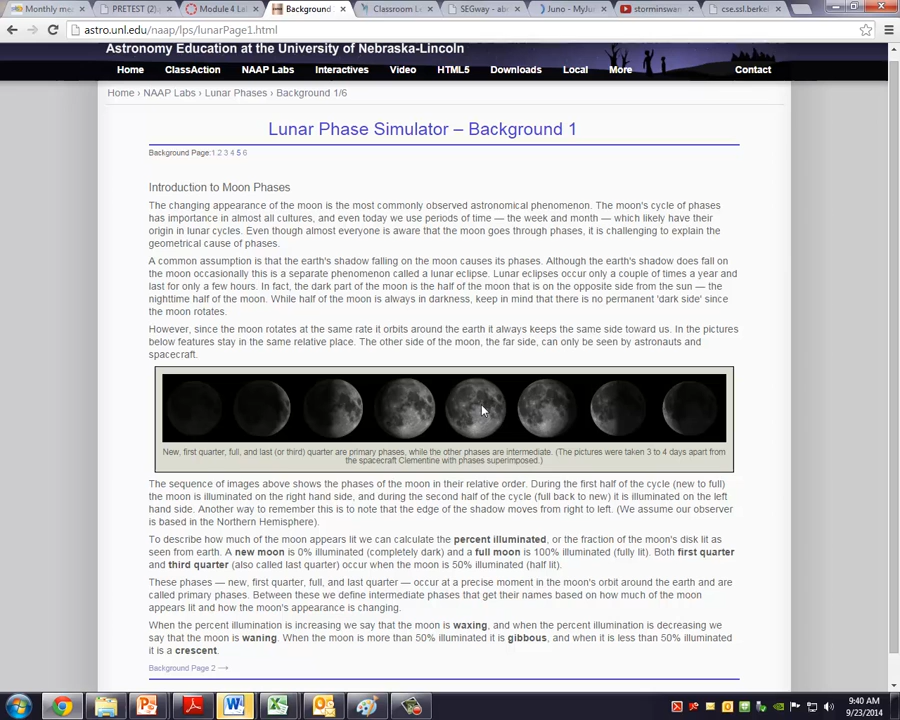 Monthly me
PRETEST (2
Module 4 Lal
Background
Classroom L
SEGway - ab
Juno - MyJu
storminswan
cse.ssl.berkel
astro.unl.edu/naap/lps/lunarPage1.html
Astronomy Education at the University of Nebraska-Lincoln
Home ClassAction NAAP Labs Interactives Video HTML5 Downloads Local More Contact
Home › NAAP Labs › Lunar Phases › Background 1/6
Lunar Phase Simulator – Background 1
Background Page:1 2 3 4 5 6
Introduction to Moon Phases
The changing appearance of the moon is the most commonly observed astronomical phenomenon. The moon's cycle of phases
has importance in almost all cultures, and even today we use periods of time — the week and month — which likely have their
origin in lunar cycles. Even though almost everyone is aware that the moon goes through phases, it is challenging to explain the
geometrical cause of phases.
A common assumption is that the earth's shadow falling on the moon causes its phases. Although the earth's shadow does fall on
the moon occasionally this is a separate phenomenon called a lunar eclipse. Lunar eclipses occur only a couple of times a year and
last for only a few hours. In fact, the dark part of the moon is the half of the moon that is on the opposite side from the sun — the
nighttime half of the moon. While half of the moon is always in darkness, keep in mind that there is no permanent 'dark side' since
the moon rotates.
However, since the moon rotates at the same rate it orbits around the earth it always keeps the same side toward us. In the pictures
below features stay in the same relative place. The other side of the moon, the far side, can only be seen by astronauts and
spacecraft.
New, first quarter, full, and last (or third) quarter are primary phases, while the other phases are intermediate. (The pictures were taken 3 to 4 days apart from
the spacecraft Clementine with phases superimposed.)
The sequence of images above shows the phases of the moon in their relative order. During the first half of the cycle (new to full)
the moon is illuminated on the right hand side, and during the second half of the cycle (full back to new) it is illuminated on the left
hand side. Another way to remember this is to note that the edge of the shadow moves from right to left. (We assume our observer
is based in the Northern Hemisphere).
To describe how much of the moon appears lit we can calculate the percent illuminated, or the fraction of the moon's disk lit as
seen from earth. A new moon is 0% illuminated (completely dark) and a full moon is 100% illuminated (fully lit). Both first quarter
and third quarter (also called last quarter) occur when the moon is 50% illuminated (half lit).
These phases — new, first quarter, full, and last quarter — occur at a precise moment in the moon's orbit around the earth and are
called primary phases. Between these we define intermediate phases that get their names based on how much of the moon
appears lit and how the moon's appearance is changing.
When the percent illumination is increasing we say that the moon is waxing, and when the percent illumination is decreasing we
say that the moon is waning. When the moon is more than 50% illuminated it is gibbous, and when it is less than 50% illuminated
it is a crescent.
Background Page 2 →
9:40 AM
9/23/2014